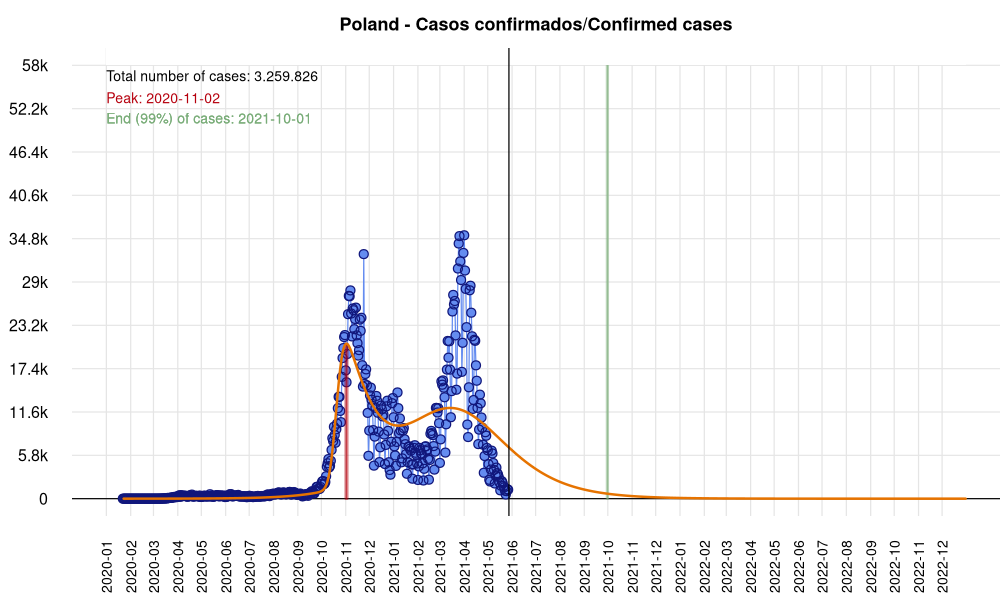 Poland - Casos confirmados/Confirmed cases
Total number of cases: 3.259.826
Peak: 2020-11-02
End (99%) of cases: 2021-10-01
58k
52.2k
46.4k
40.6k
34.8k
29k
23.2k
17.4k
11.6k
5.8k
0
2020-01
2020-02
2020-03
2020-04
2020-05
2020-06
2020-07
2020-08
2020-09
2020-10
2020-11
2020-12
2021-01
2021-02
2021-03
2021-04
2021-05
2021-06
2021-07
2021-08
2021-09
2021-10
2021-11
2021-12
2022-01
2022-02
2022-03
2022-04
2022-05
2022-06
2022-07
2022-08
2022-09
2022-10
2022-11
2022-12